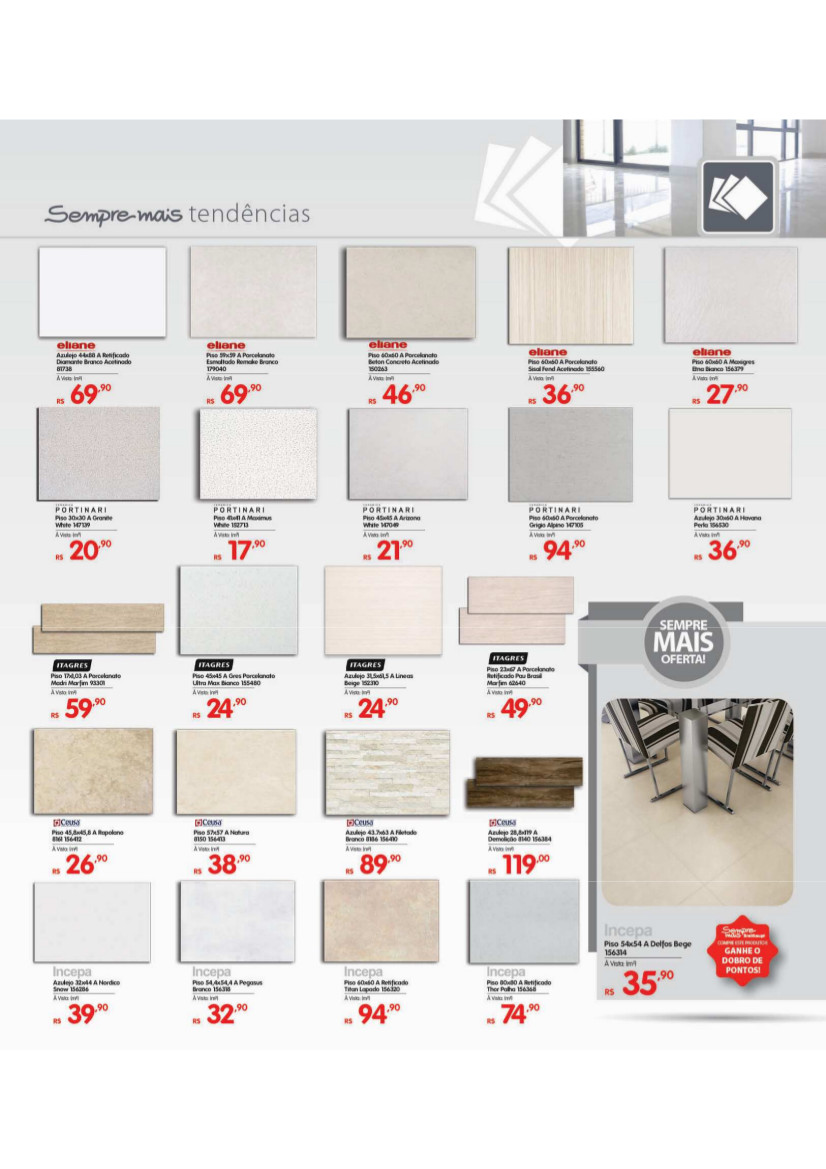 Sempre-mais tendências
eliane
Azulejo 44x88 A Retificado
Diamante Branco Acetinado
81738
À Vista: (m²)
R$ 69,90
eliane
Piso 59x59 A Porcelanato
Esmaltado Remake Branco
179040
À Vista: (m²)
R$ 69,90
eliane
Piso 60x60 A Porcelanato
Beton Concreto Acetinado
150263
À Vista: (m²)
R$ 46,90
eliane
Piso 60x60 A Porcelanato
Sisal Fend Acetinado 155560
À Vista: (m²)
R$ 36,90
eliane
Piso 60x60 A Maxigres
Etna Bianco 156379
À Vista: (m²)
R$ 27,90
PORTINARI
Piso 30x30 A Granite
White 147139
À Vista: (m²)
R$ 20,90
PORTINARI
Piso 41x41 A Maximus
White 152713
À Vista: (m²)
R$ 17,90
PORTINARI
Piso 45x45 A Arizona
White 147049
À Vista: (m²)
R$ 21,90
PORTINARI
Piso 60x60 A Porcelanato
Grigio Alpino 147105
À Vista: (m²)
R$ 94,90
PORTINARI
Azulejo 30x60 A Havana
Perla 156530
À Vista: (m²)
R$ 36,90
ITAGRES
Piso 17x1,03 A Porcelanato
Madri Marfim 93301
À Vista: (m²)
R$ 59,90
ITAGRES
Piso 45x45 A Gres Porcelanato
Ultra Max Bianco 155480
À Vista: (m²)
R$ 24,90
ITAGRES
Azulejo 31,5x61,5 A Lineas
Beige 152310
À Vista: (m²)
R$ 24,90
ITAGRES
Piso 23x67 A Porcelanato
Retificado Pau Brasil
Marfim 62640
À Vista: (m²)
R$ 49,90
SEMPRE
MAIS
OFERTA!
Ceusa
Piso 45,8x45,8 A Rapolano
8161 156412
À Vista: (m²)
R$ 26,90
Ceusa
Piso 57x57 A Natura
8150 156413
À Vista: (m²)
R$ 38,90
Ceusa
Azulejo 43.7x63 A Filetado
Branco 8186 156410
À Vista: (m²)
R$ 89,90
Ceusa
Azulejo 28,8x119 A
Demolição 8140 156384
À Vista: (m²)
R$ 119,00
Incepa
Azulejo 32x44 A Nordico
Snow 156286
À Vista: (m²)
R$ 39,90
Incepa
Piso 54,4x54,4 A Pegasus
Branco 156318
À Vista: (m²)
R$ 32,90
Incepa
Piso 60x60 A Retificado
Titan Lapado 156320
À Vista: (m²)
R$ 94,90
Incepa
Piso 80x80 A Retificado
Thor Palha 156368
À Vista: (m²)
R$ 74,90
Incepa
Piso 54x54 A Delfos Bege
156314
À Vista: (m²)
R$ 35,90
Sempre
mais
GANHE O
DOBRO DE
PONTOS!